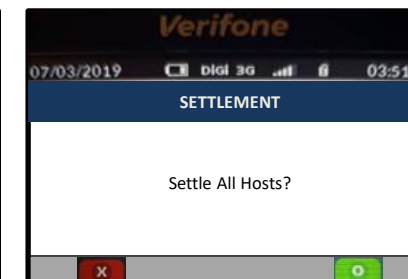 Verifone
07/03/2019 DIGI 3G 03:51
SETTLEMENT
Settle All Hosts?
X O